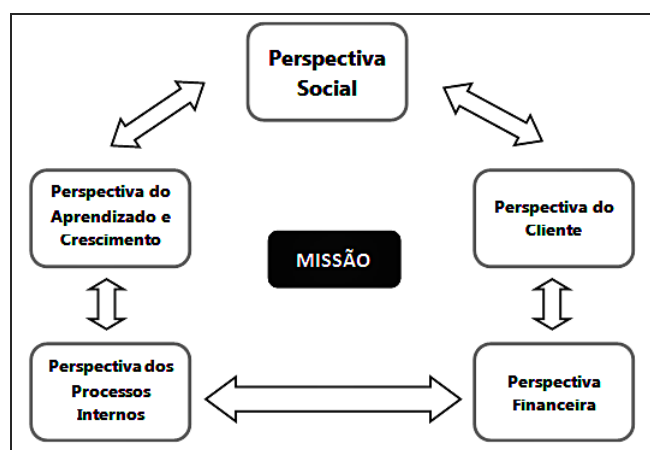 Perspectiva
Social
Perspectiva do
Aprendizado e
Crescimento
Perspectiva do
Cliente
MISSÃO
Perspectiva dos
Processos
Internos
Perspectiva
Financeira